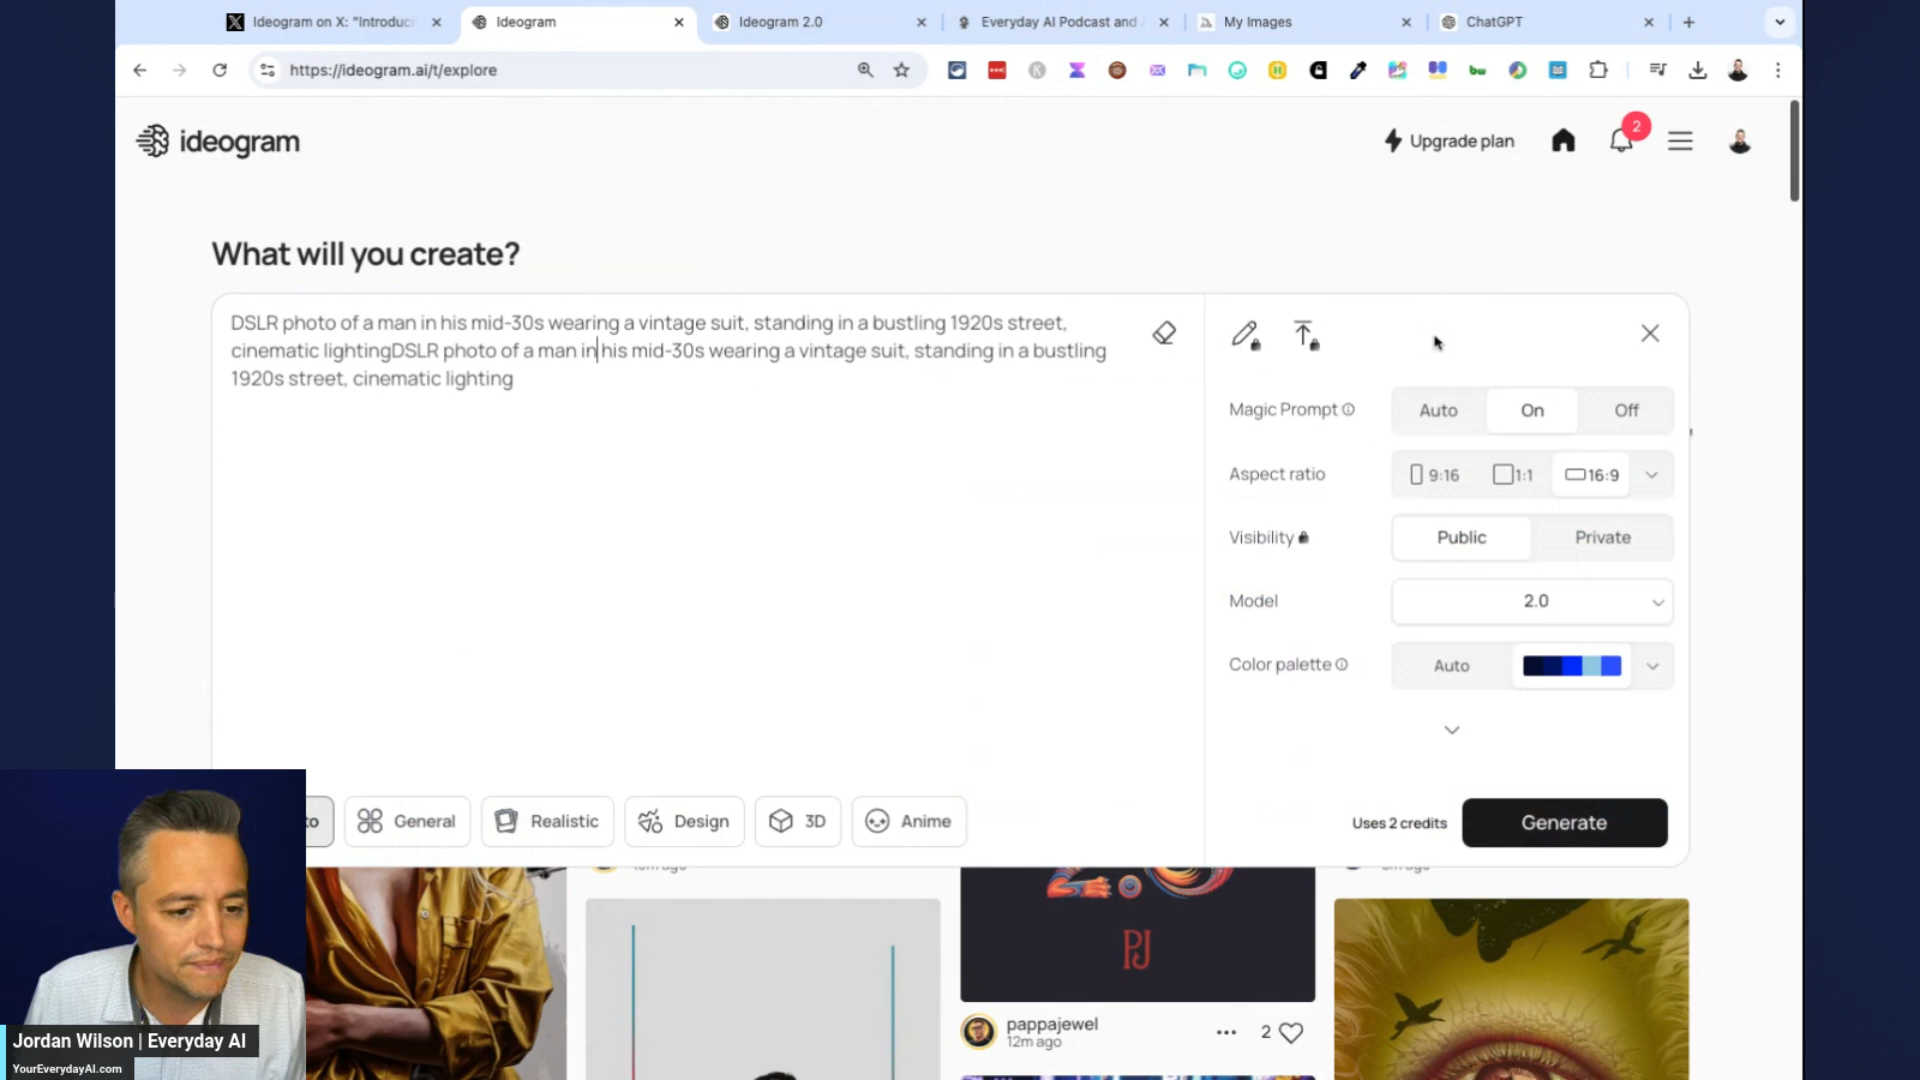 Ideogram on X: "Introduci
Ideogram
Ideogram 2.0
Everyday AI Podcast and
My Images
ChatGPT
https://ideogram.ai/t/explore
ideogram
Upgrade plan
2
What will you create?
DSLR photo of a man in his mid-30s wearing a vintage suit, standing in a bustling 1920s street,
cinematic lightingDSLR photo of a man in his mid-30s wearing a vintage suit, standing in a bustling
1920s street, cinematic lighting
Magic Prompt
Auto
On
Off
Aspect ratio
9:16
1:1
16:9
Visibility
Public
Private
Model
2.0
Color palette
Auto
to
General
Realistic
Design
3D
Anime
Uses 2 credits
Generate
PJ
pappajewel
12m ago
2
Jordan Wilson | Everyday AI
YourEverydayAI.com